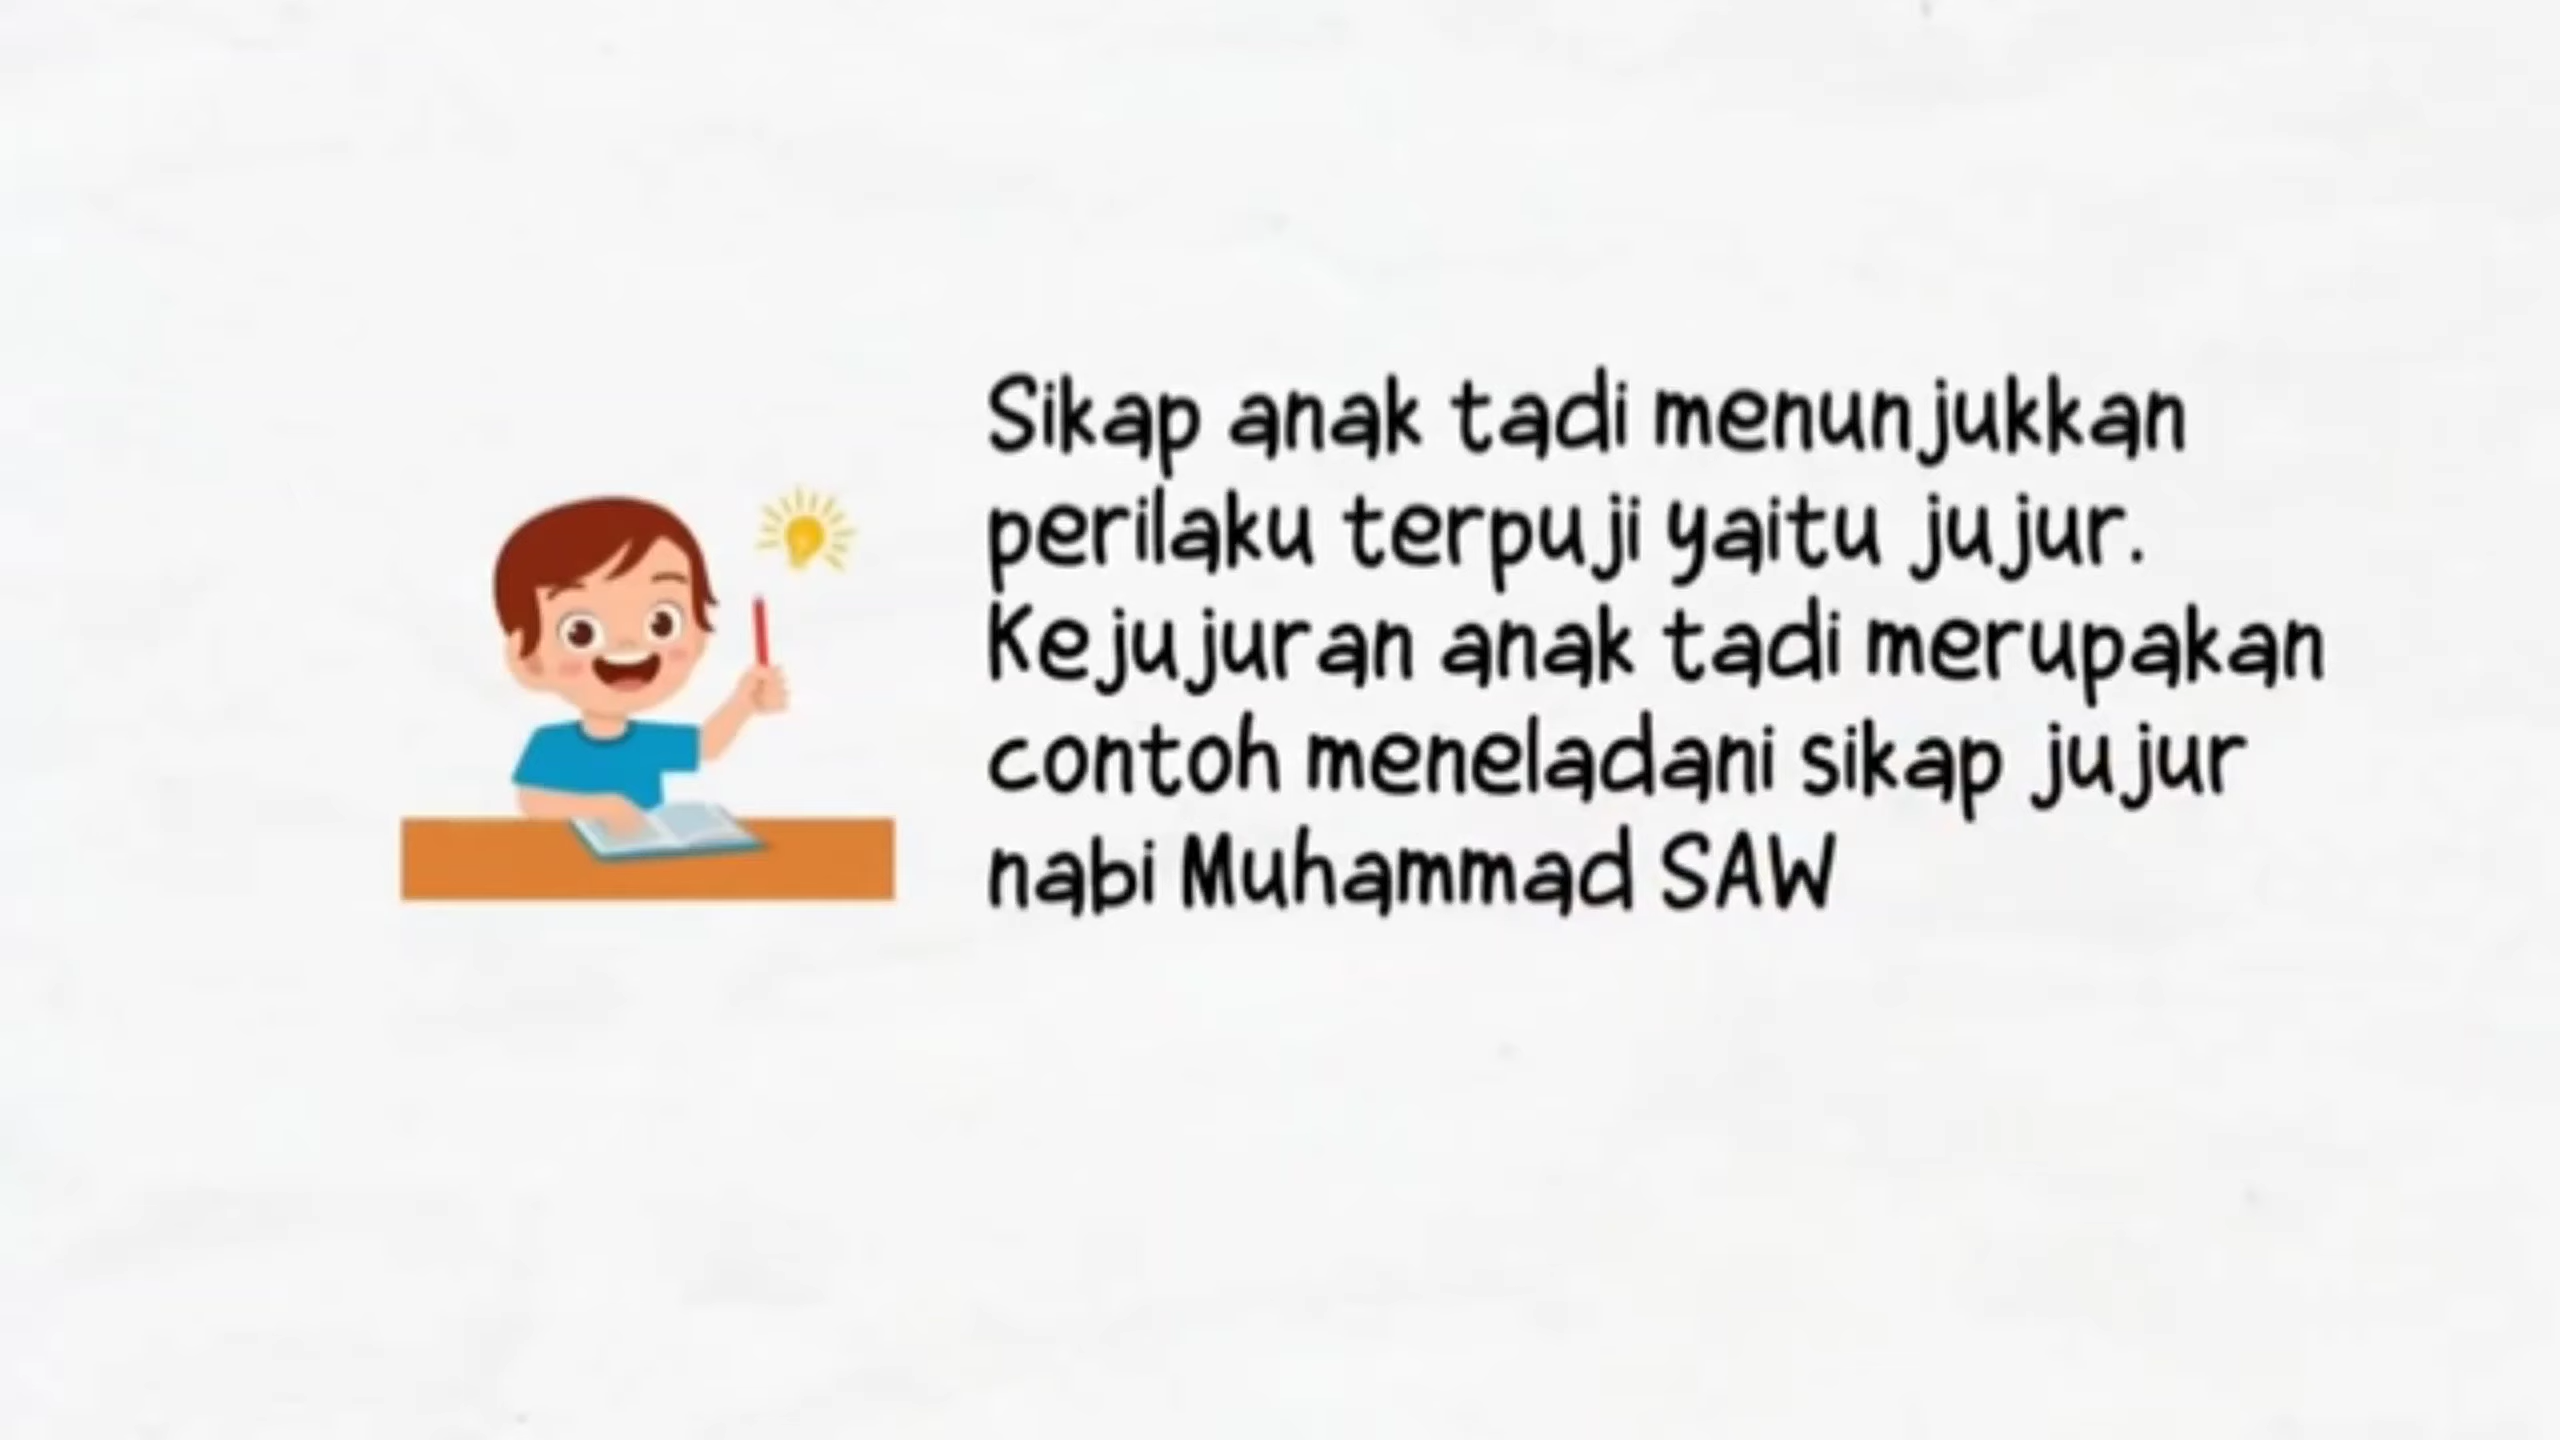 Sikap anak tadi menunjukkan
perilaku terpuji yaitu jujur.
Kejujuran anak tadi merupakan
contoh meneladani sikap jujur
nabi Muhammad SAW